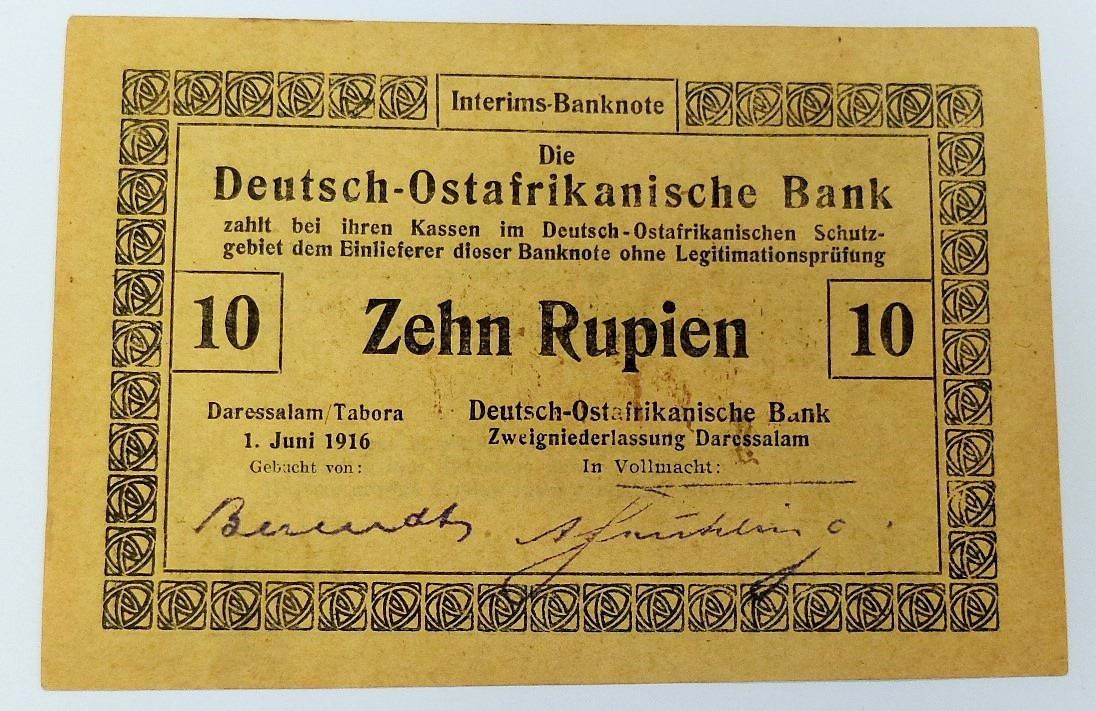 Interims-Banknote
Die
Deutsch-Ostafrikanische Bank
zahlt bei ihren Kassen im Deutsch-Ostafrikanischen Schutz-
gebiet dem Einlieferer dieser Banknote ohne Legitimationsprüfung
10 Zehn Rupien 10
Daressalam/Tabora
1. Juni 1916
Gebucht von:
Berendt
Deutsch-Ostafrikanische Bank
Zweigniederlassung Daressalam
In Vollmacht: